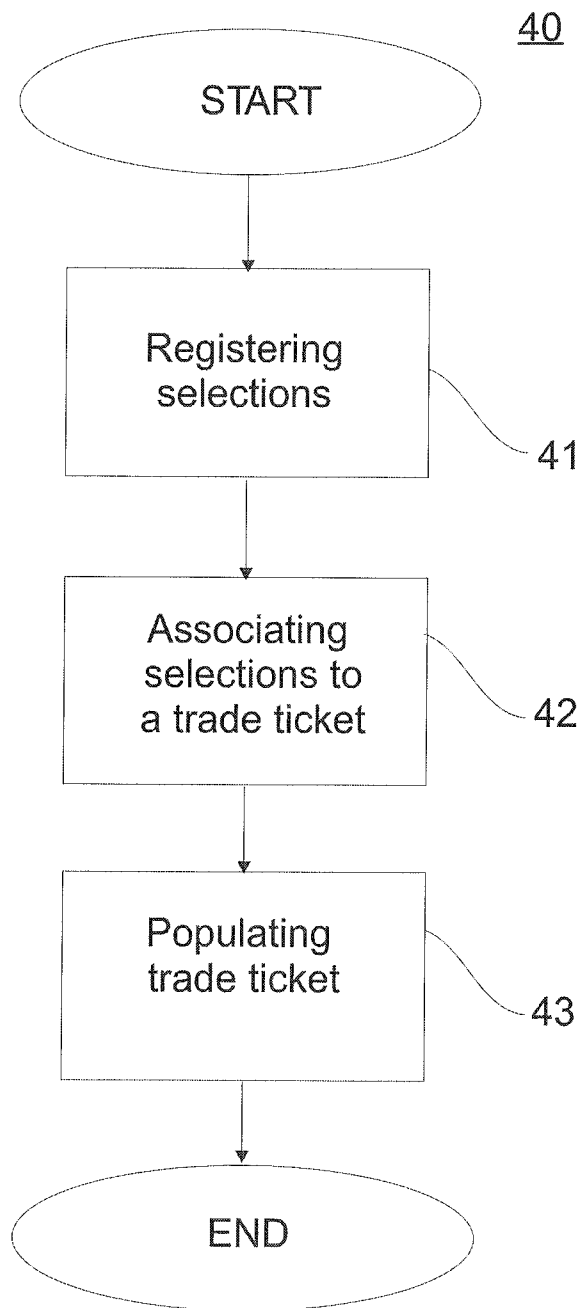 40
START
Registering
selections
41
Associating
selections to
a trade ticket
42
Populating
trade ticket
43
END